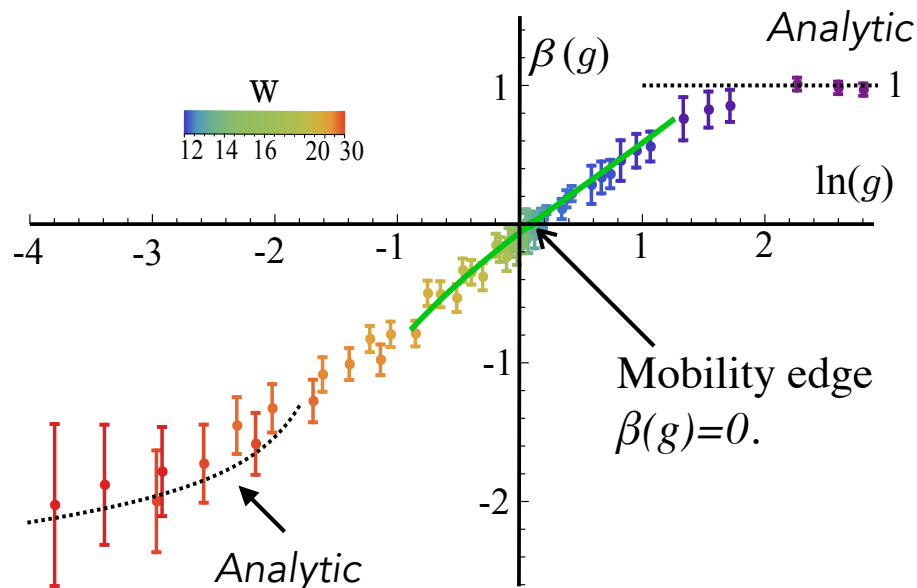 Analytic
β(g)
W
1
1
12 14 16 20 30
ln(g)
-4 -3 -2 -1 0 1 2
-1
Mobility edge
β(g)=0.
-2
Analytic